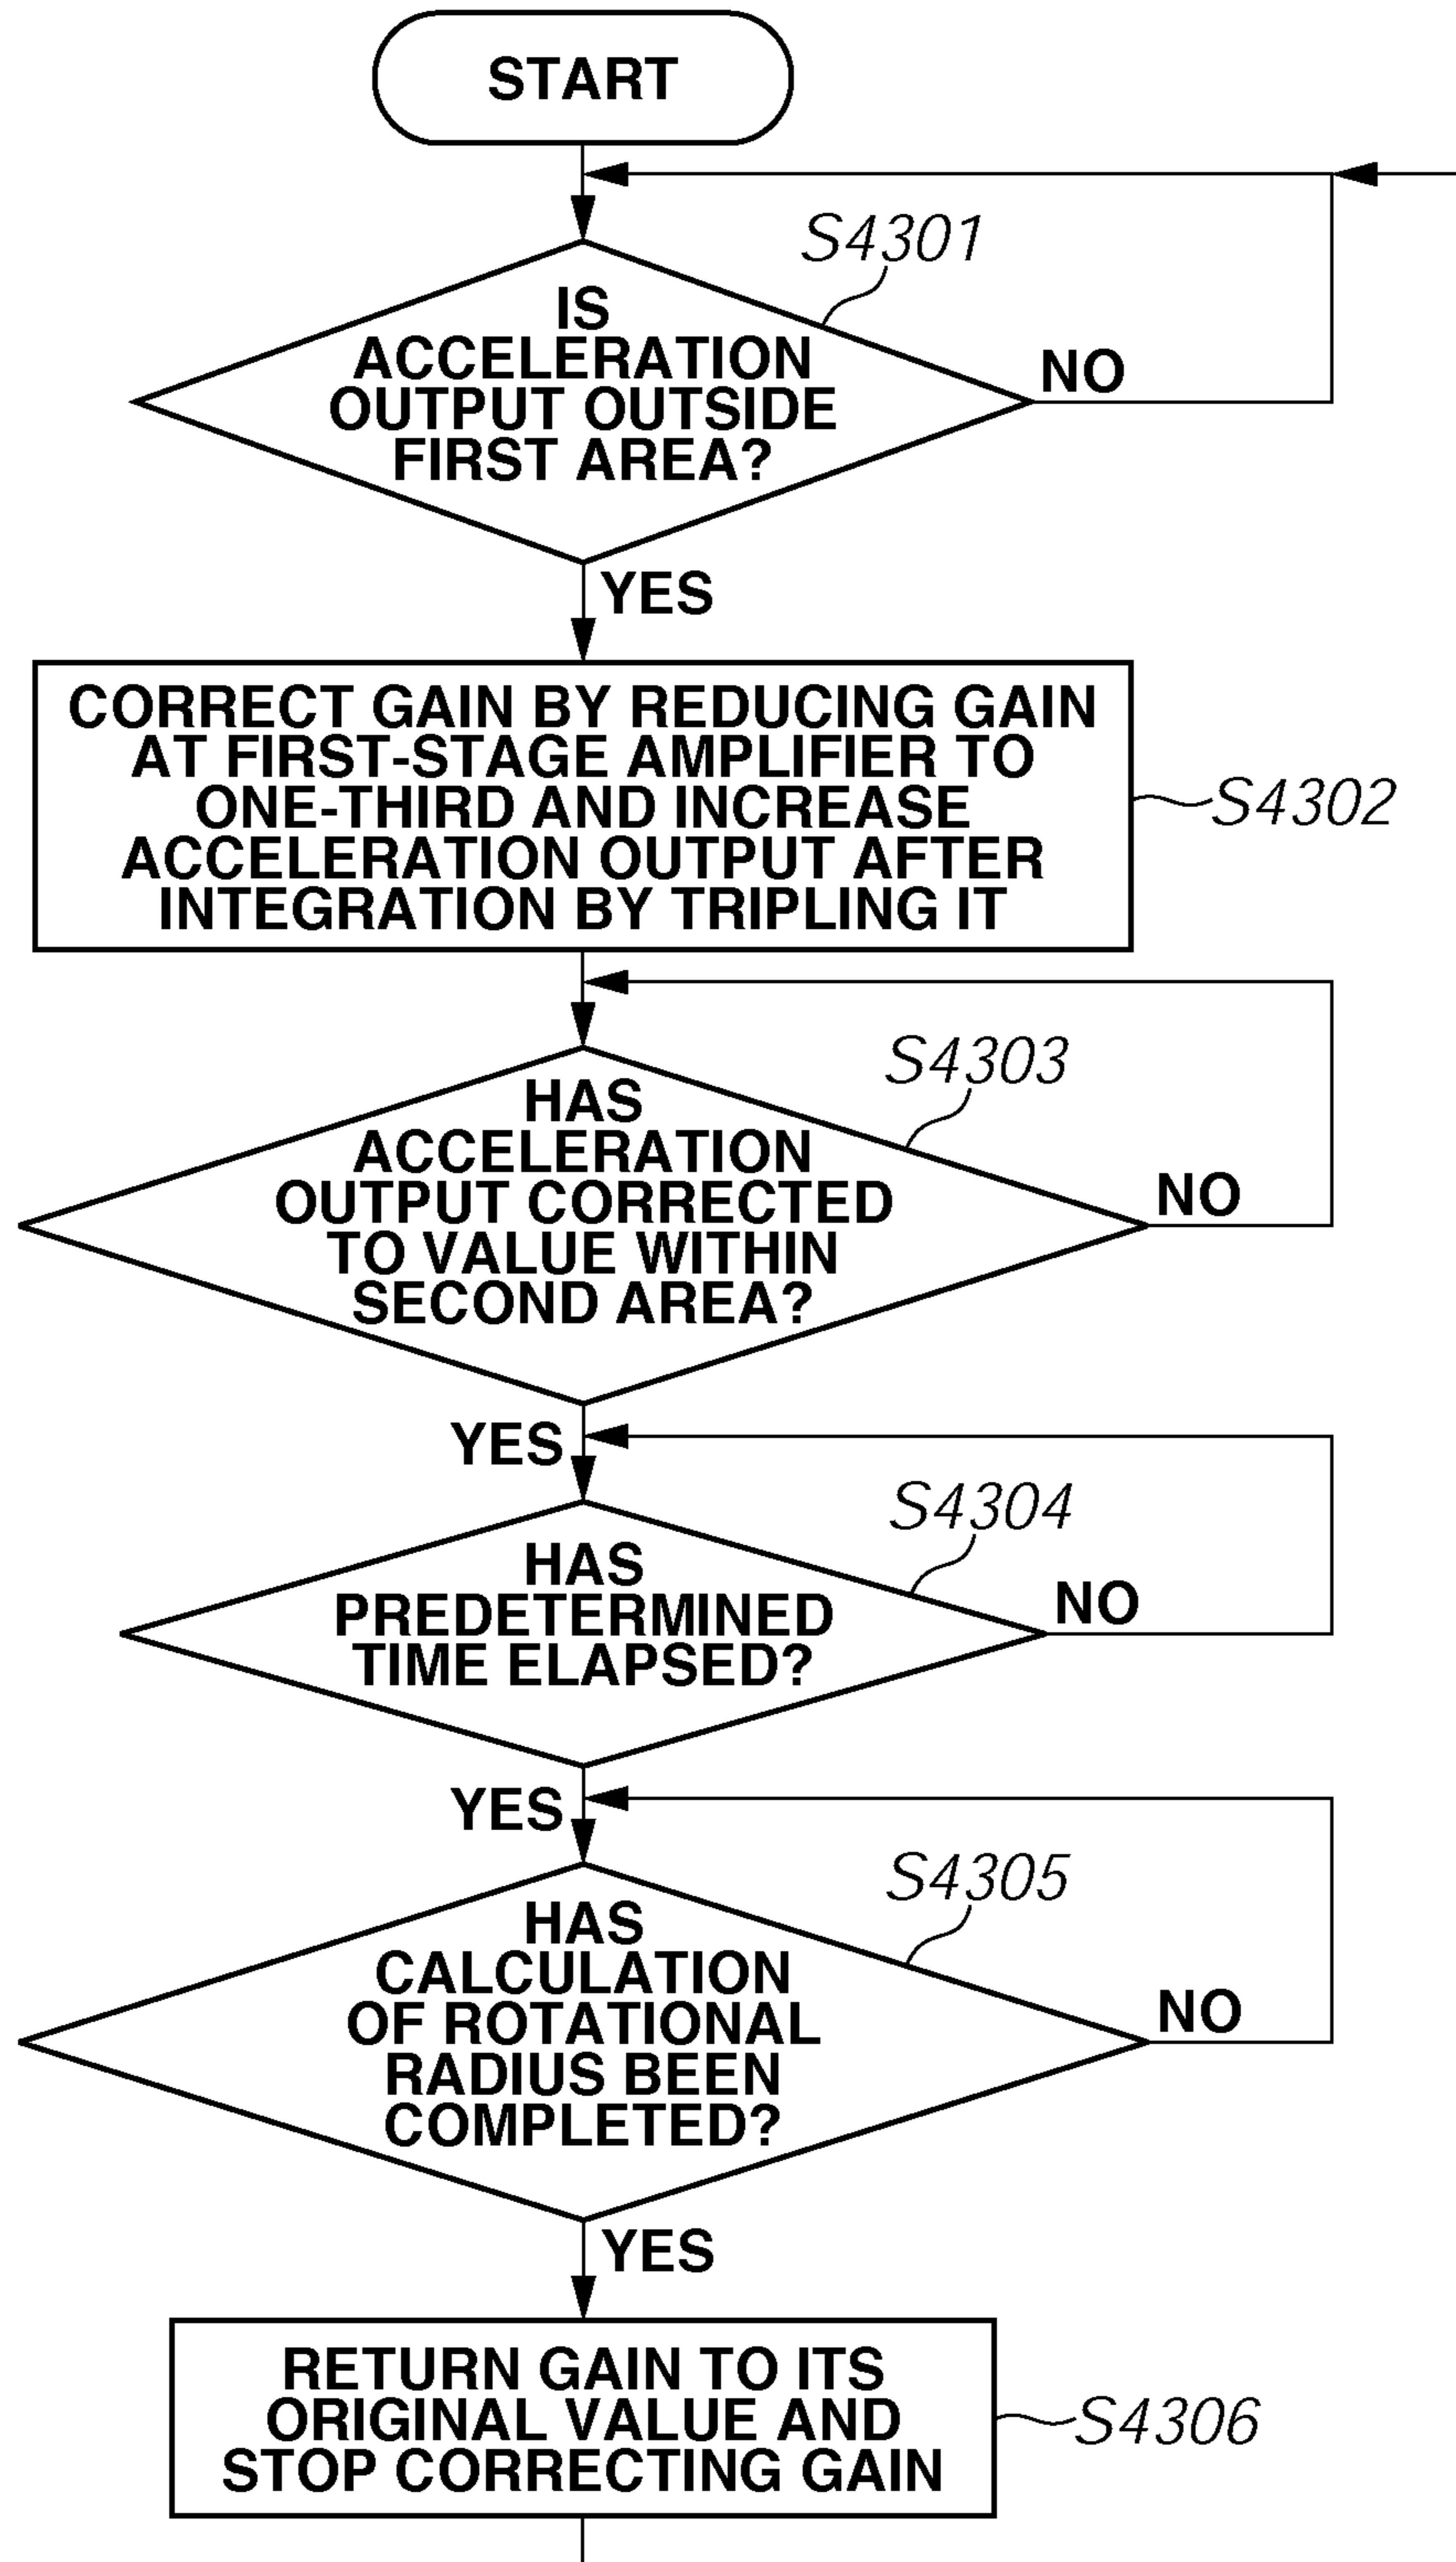 START
S4301
IS
ACCELERATION
OUTPUT OUTSIDE
FIRST AREA?
NO
YES
CORRECT GAIN BY REDUCING GAIN
AT FIRST-STAGE AMPLIFIER TO
ONE-THIRD AND INCREASE
ACCELERATION OUTPUT AFTER
INTEGRATION BY TRIPLING IT
S4302
S4303
HAS
ACCELERATION
OUTPUT CORRECTED
TO VALUE WITHIN
SECOND AREA?
NO
YES
S4304
HAS
PREDETERMINED
TIME ELAPSED?
NO
YES
S4305
HAS
CALCULATION
OF ROTATIONAL
RADIUS BEEN
COMPLETED?
NO
YES
RETURN GAIN TO ITS
ORIGINAL VALUE AND
STOP CORRECTING GAIN
S4306